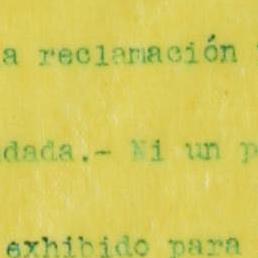 a reclamación
dada.- Ni un p
exhibido para